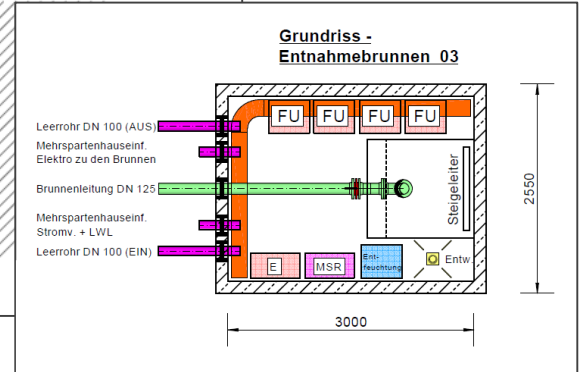 Grundriss -
Entnahmebrunnen 03
FU FU FU FU
Leerrohr DN 100 (AUS)
Mehrspartenhauseinf.
Elektro zu den Brunnen
Brunnenleitung DN 125
Steigeleiter
2550
Mehrspartenhauseinf.
Stromv. + LWL
Leerrohr DN 100 (EIN)
E
MSR
Ent-
feuchtung
Entw.
3000